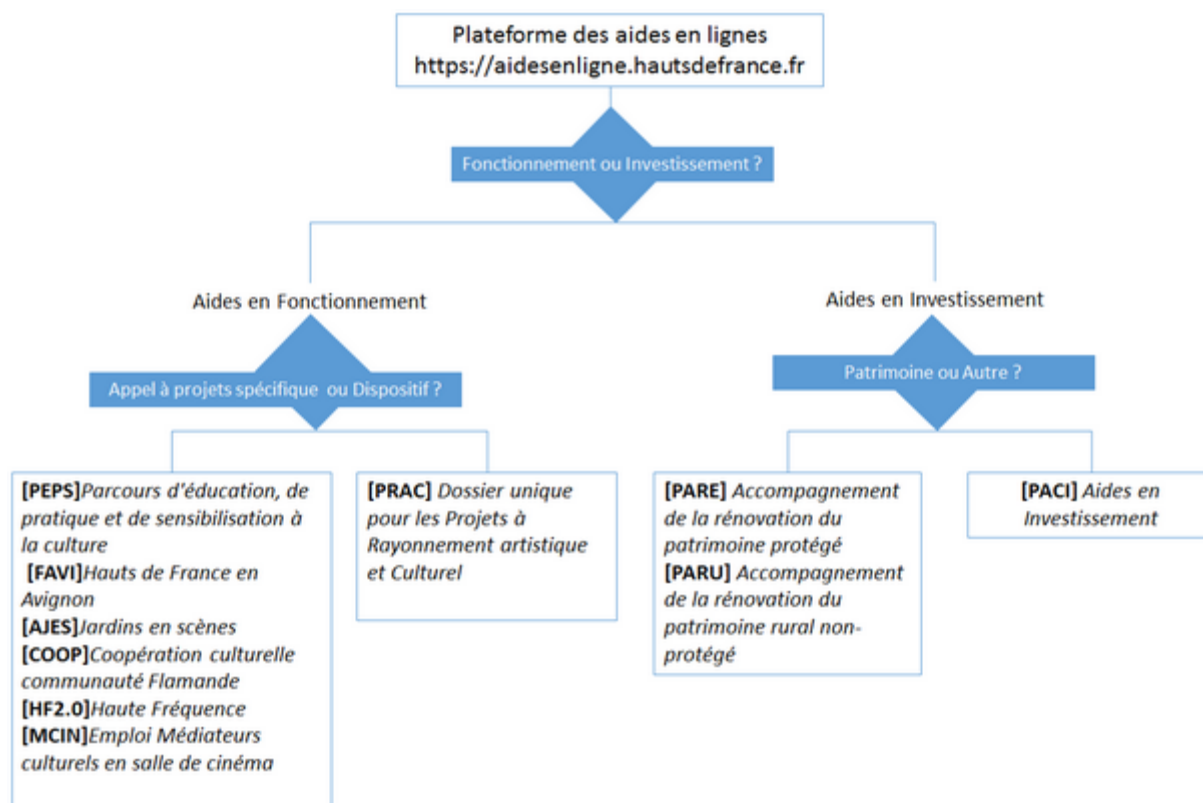 Plateforme des aides en lignes
https://aidesenligne.hautsdefrance.fr
Fonctionnement ou Investissement ?
Aides en Fonctionnement
Aides en Investissement
Appel à projets spécifique ou Dispositif ?
Patrimoine ou Autre ?
[PEPS]Parcours d'éducation, de
pratique et de sensibilisation à
la culture
[FAVI]Hauts de France en
Avignon
[AJES]Jardins en scènes
[COOP]Coopération culturelle
communauté Flamande
[HF2.0]Haute Fréquence
[MCIN]Emploi Médiateurs
culturels en salle de cinéma
[PRAC] Dossier unique
pour les Projets à
Rayonnement artistique
et Culturel
[PARE] Accompagnement
de la rénovation du
patrimoine protégé
[PARU] Accompagnement
de la rénovation du
patrimoine rural non-
protégé
[PACI] Aides en
Investissement